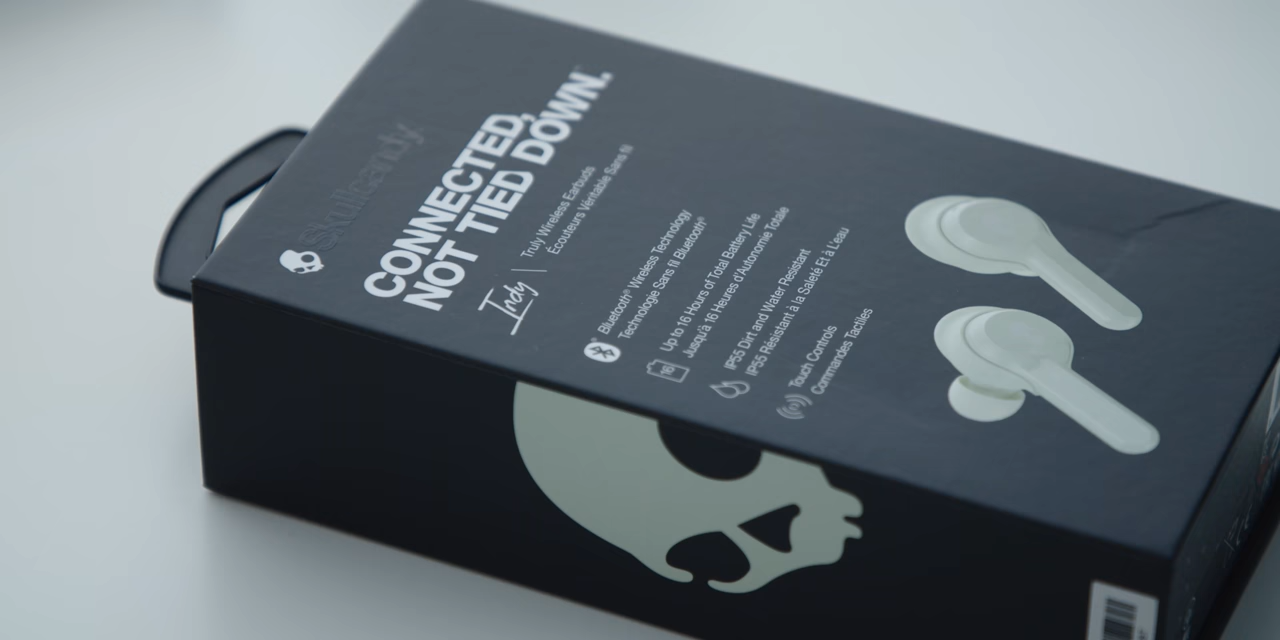 Skullcandy
CONNECTED,
NOT TIED DOWN.
Indy
Truly Wireless Earbuds
Écouteurs Véritable Sans fil
Bluetooth® Wireless Technology
Technologie Sans fil Bluetooth®
16
Up to 16 Hours of Total Battery Life
Jusqu'à 16 Heures d'Autonomie Totale
IP55 Dirt and Water Resistant
IP55 Résistant à la Saleté Et à L'eau
Touch Controls
Commandes Tactiles